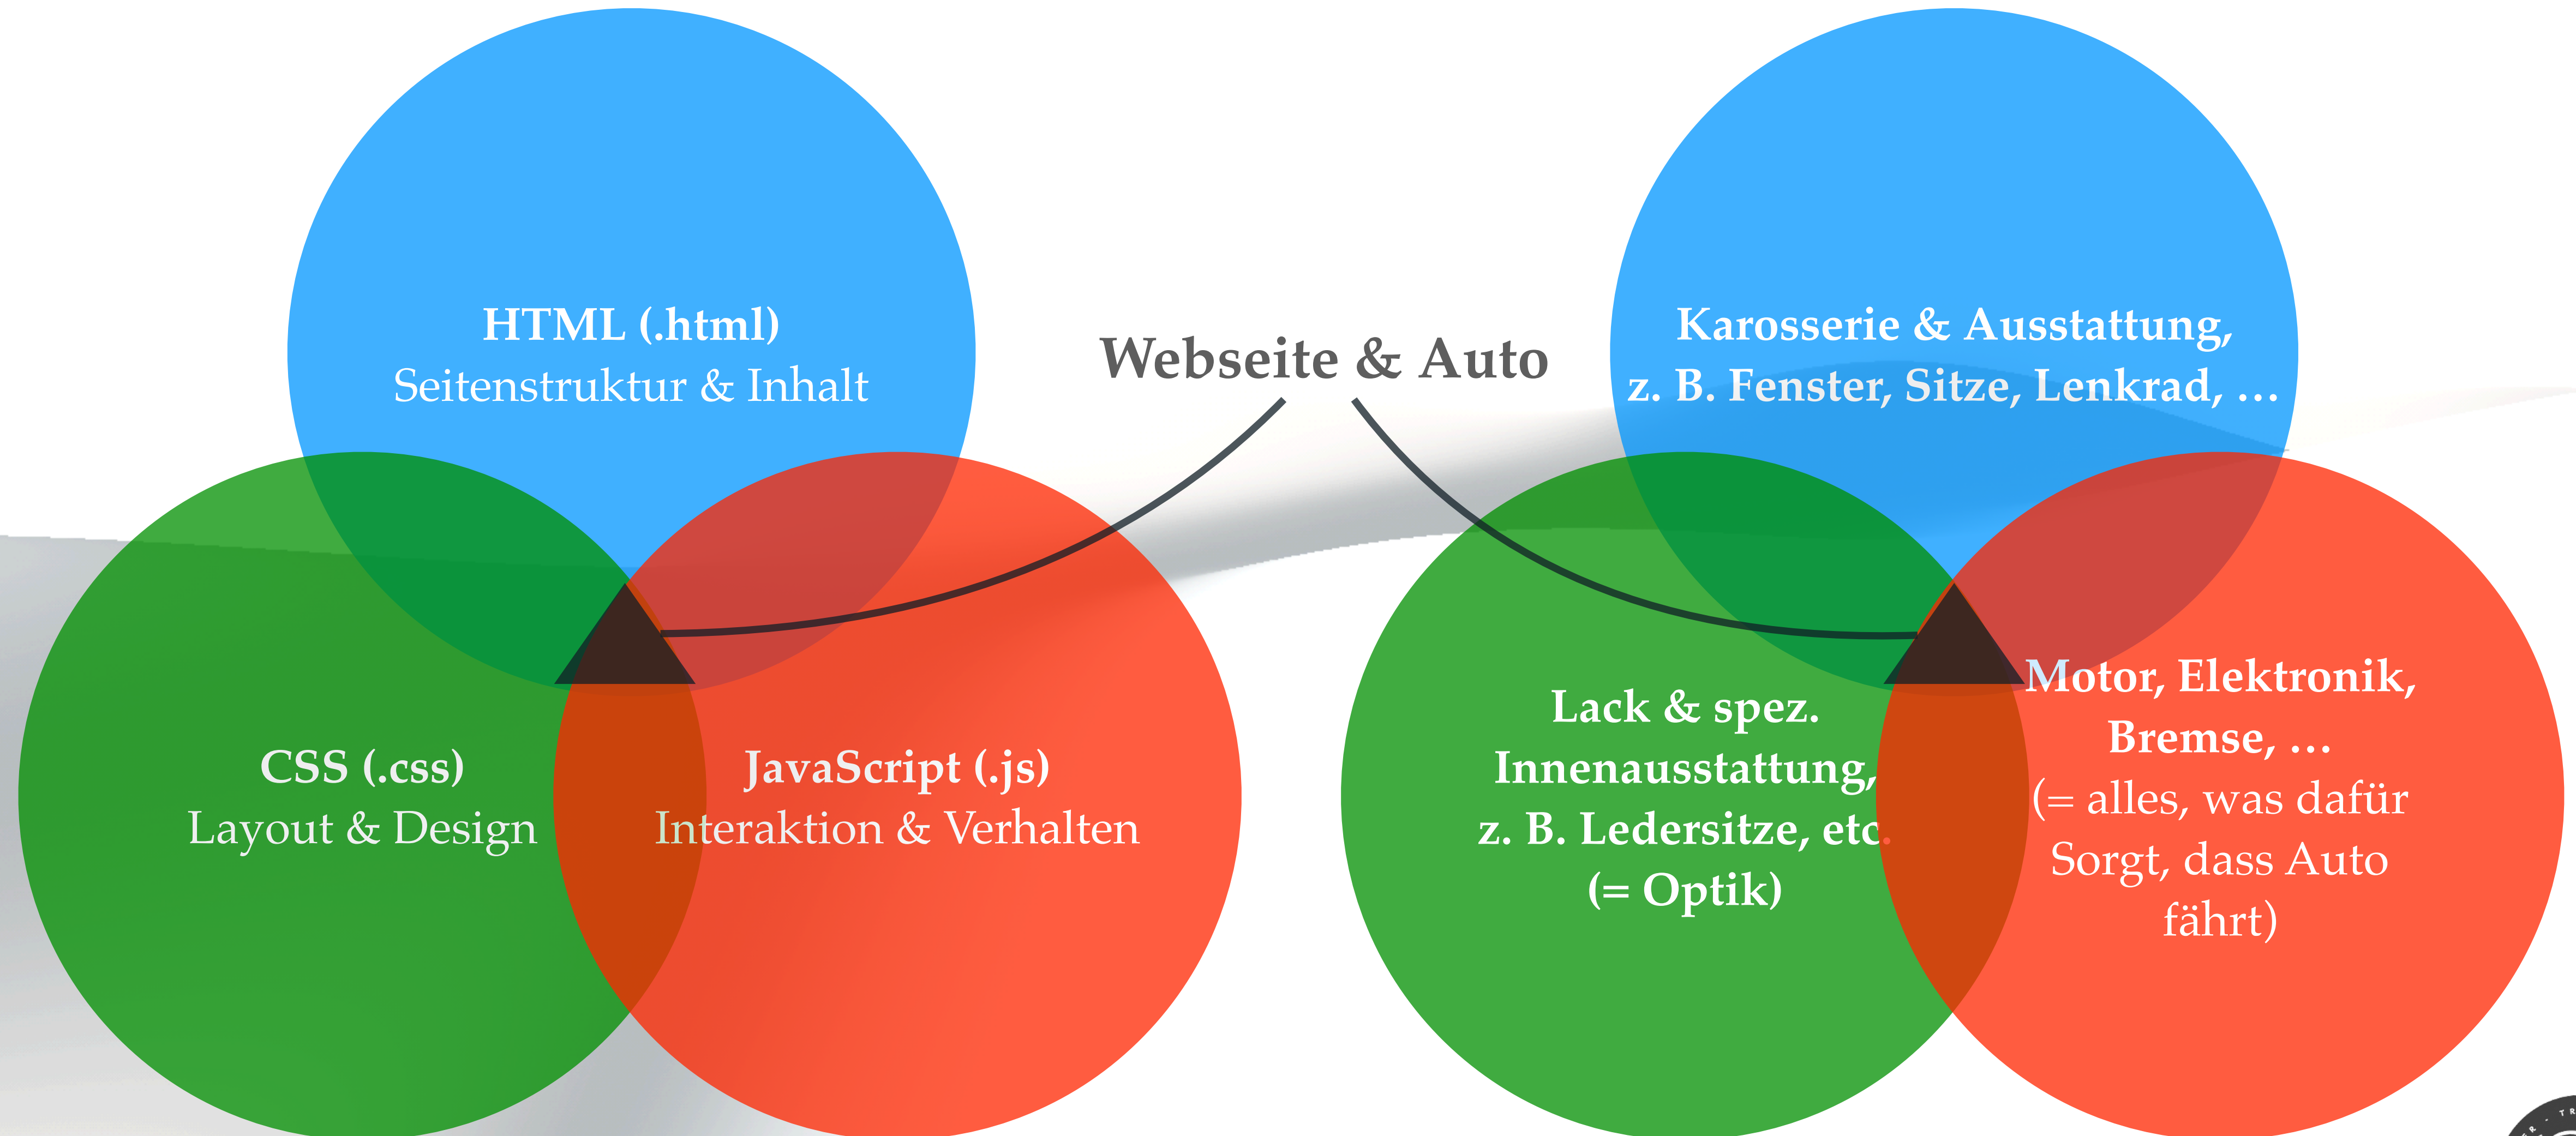 HTML (.html)
Seitenstruktur & Inhalt
CSS (.css)
Layout & Design
JavaScript (.js)
Interaktion & Verhalten
Webseite & Auto
Karosserie & Ausstattung,
z. B. Fenster, Sitze, Lenkrad, …
Lack & spez.
Innenausstattung,
z. B. Ledersitze, etc.
(= Optik)
Motor, Elektronik,
Bremse, …
(= alles, was dafür
Sorgt, dass Auto
fährt)